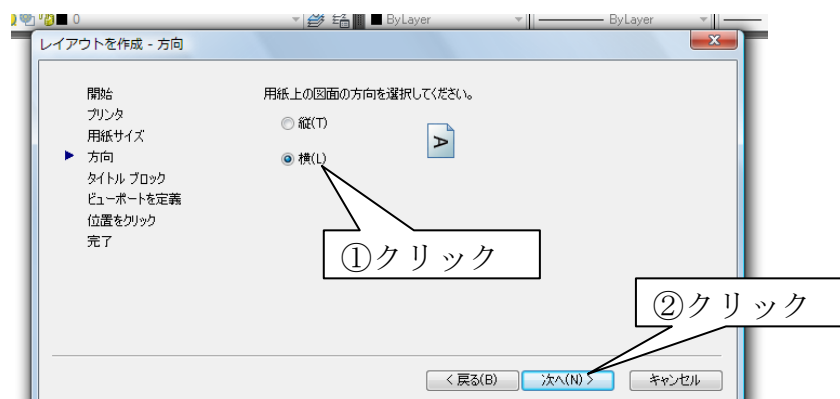 0 ByLayer ByLayer
レイアウトを作成 - 方向
開始
プリンタ
用紙サイズ
方向
タイトル ブロック
ビューポートを定義
位置をクリック
完了
用紙上の図面の方向を選択してください。
縦(T)
横(L)
A
①クリック
②クリック
< 戻る(B) 次へ(N) > キャンセル